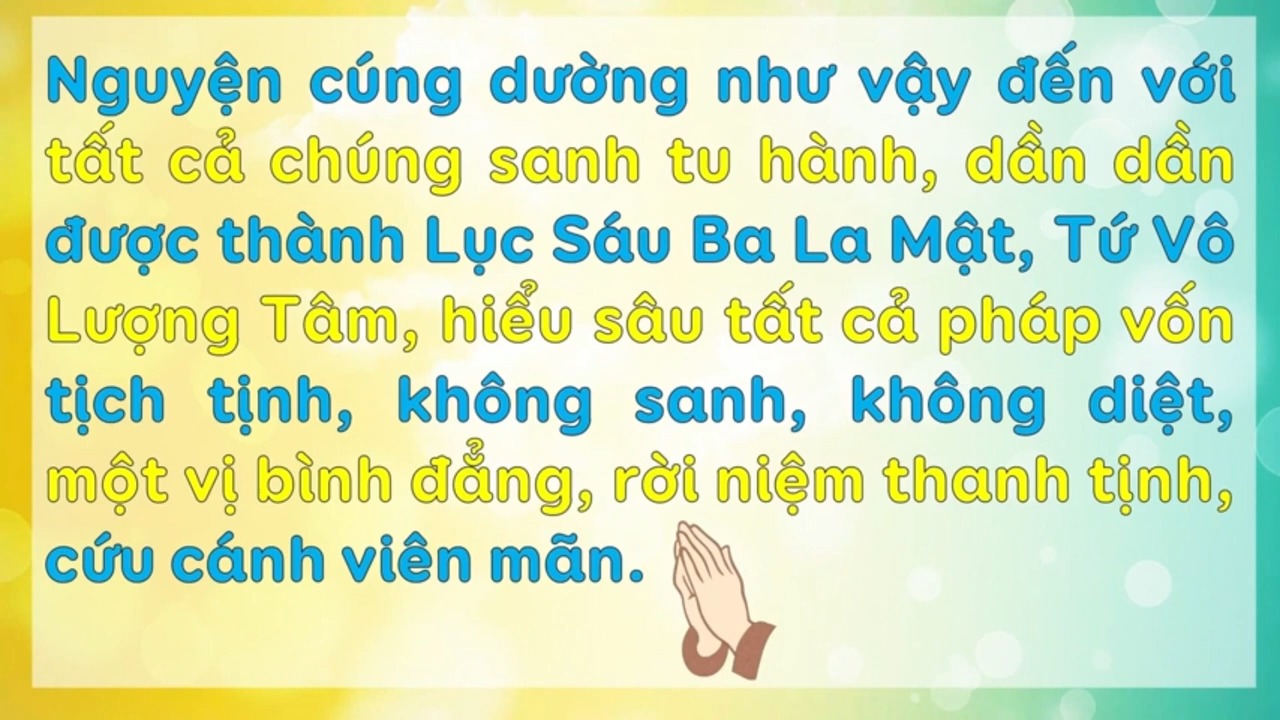 Nguyện cúng dường như vậy đến với
tất cả chúng sanh tu hành, dần dần
được thành Lục Sáu Ba La Mật, Tứ Vô
Lượng Tâm, hiểu sâu tất cả pháp vốn
tịch tịnh, không sanh, không diệt,
một vị bình đẳng, rời niệm thanh tịnh,
cứu cánh viên mãn.